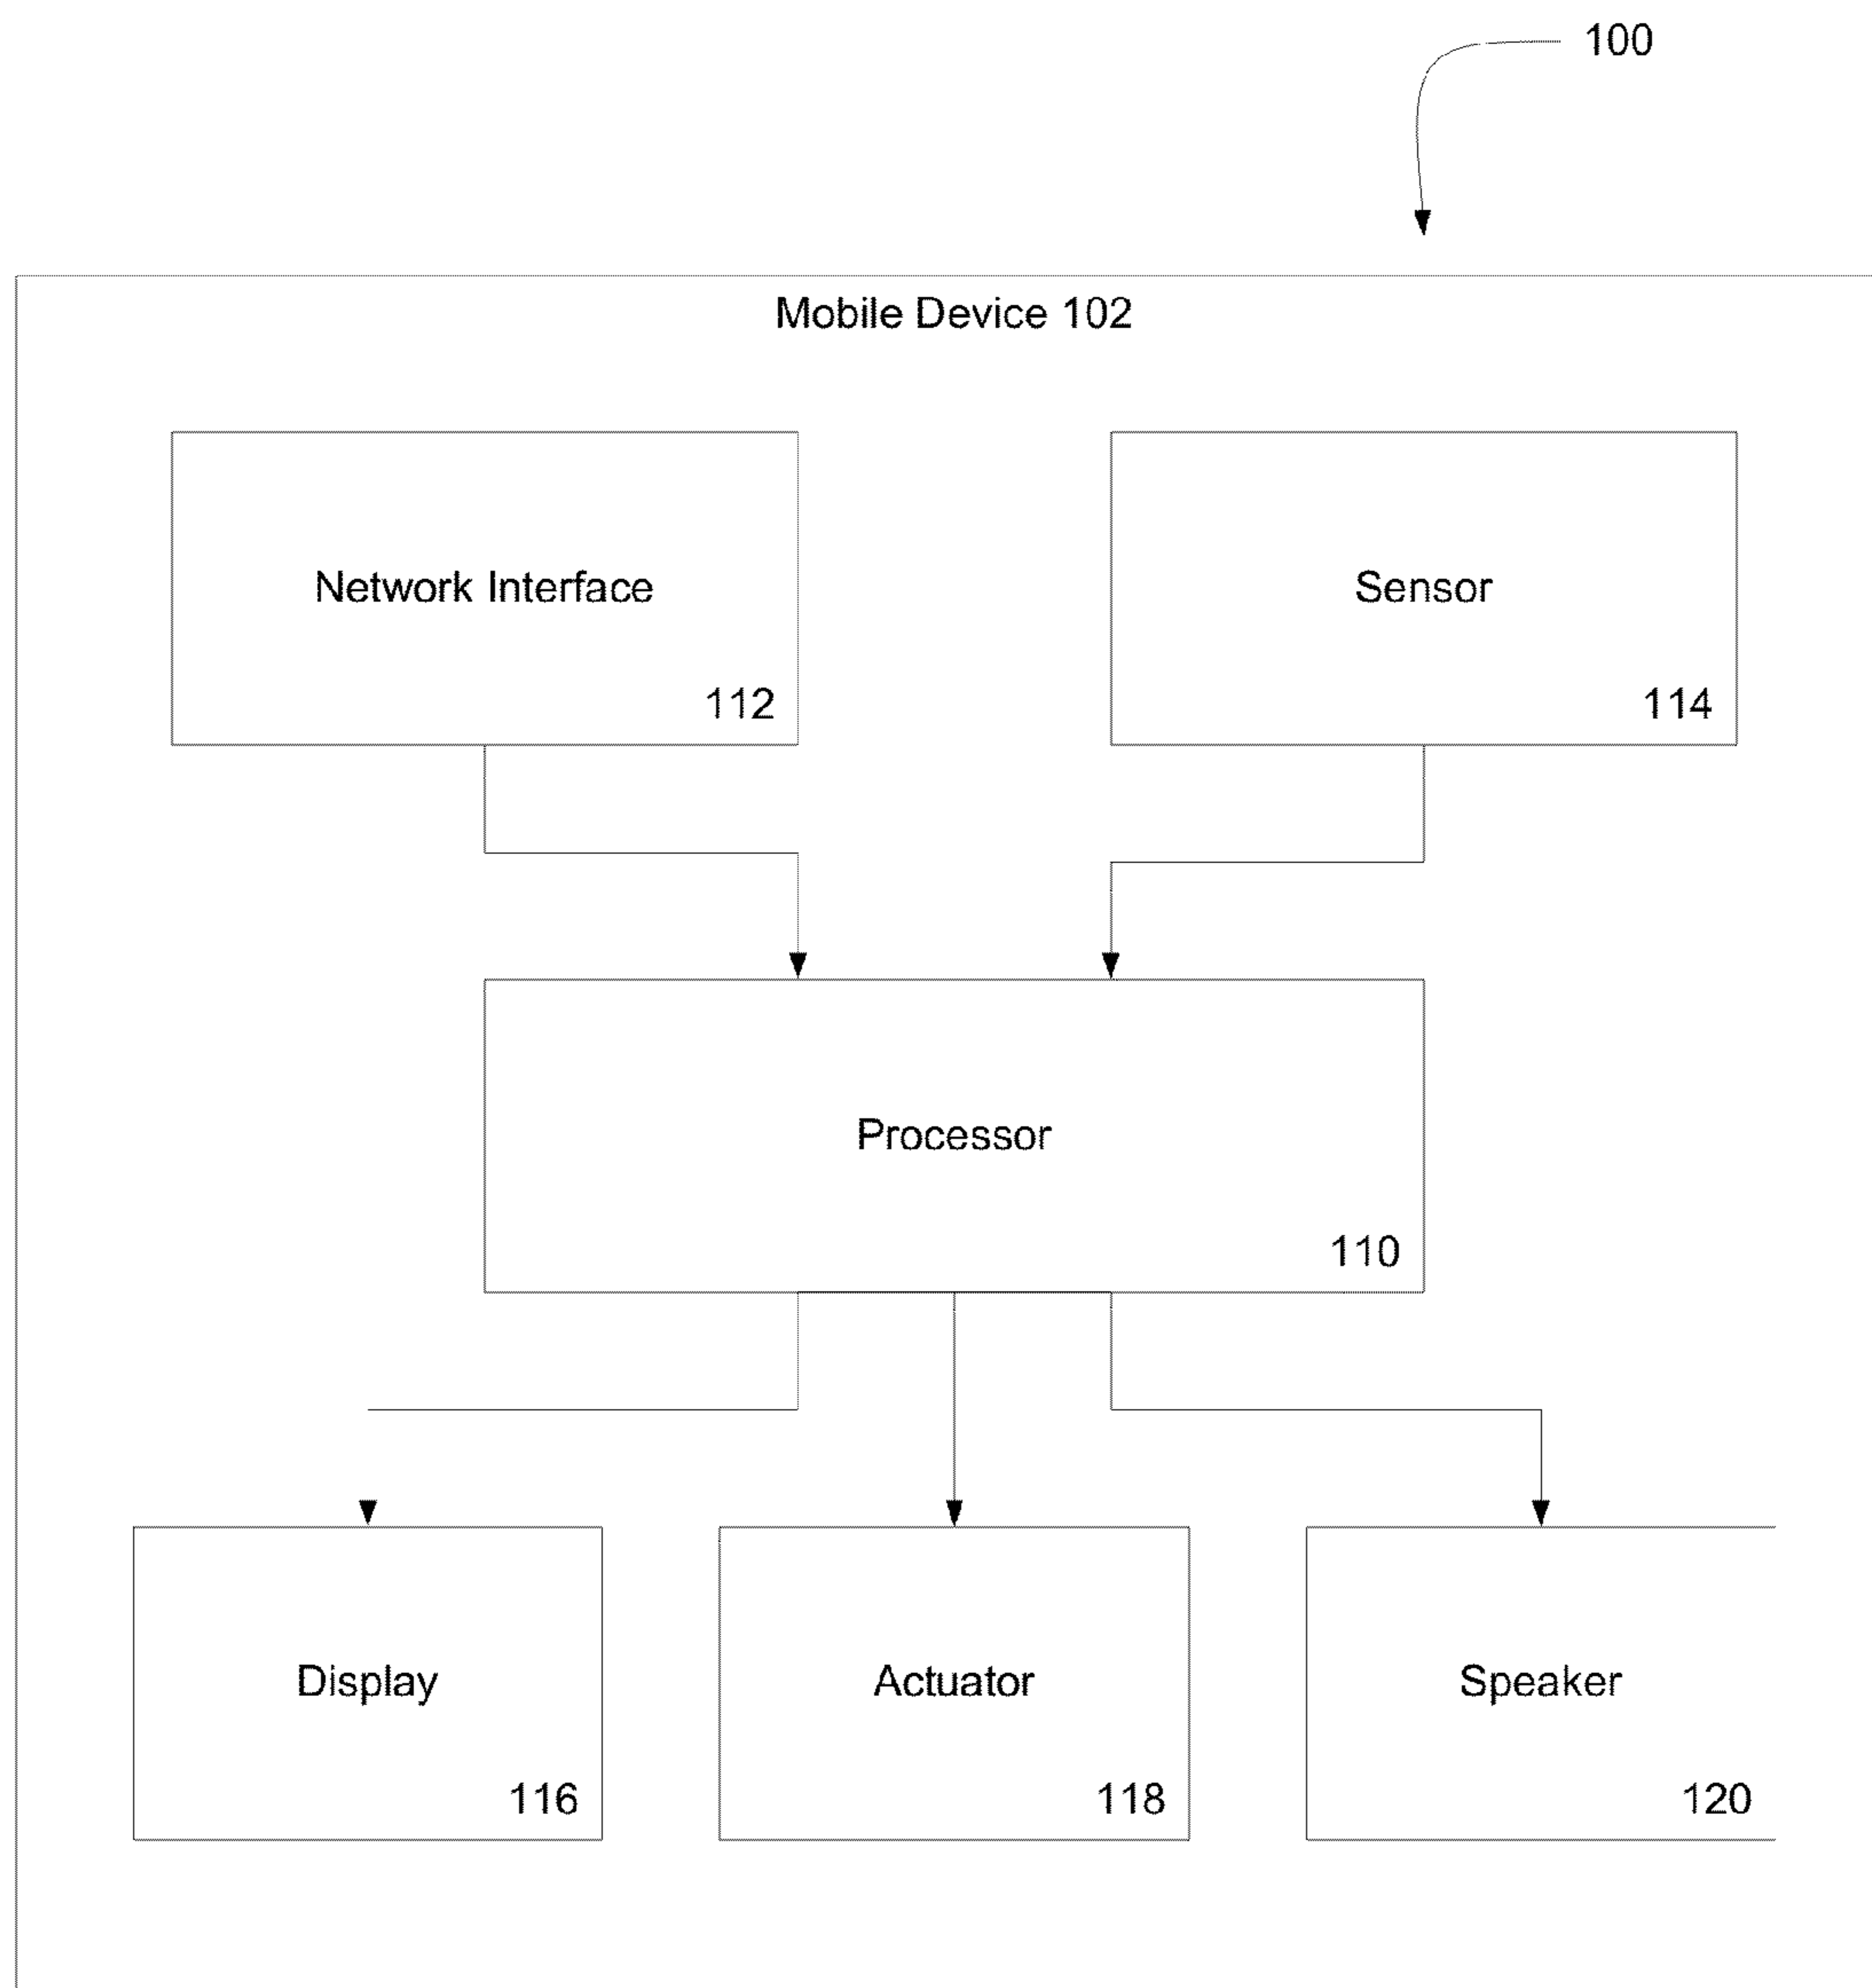 100
Mobile Device 102
Network Interface
112
Sensor
114
Processor
110
Display
116
Actuator
118
Speaker
120